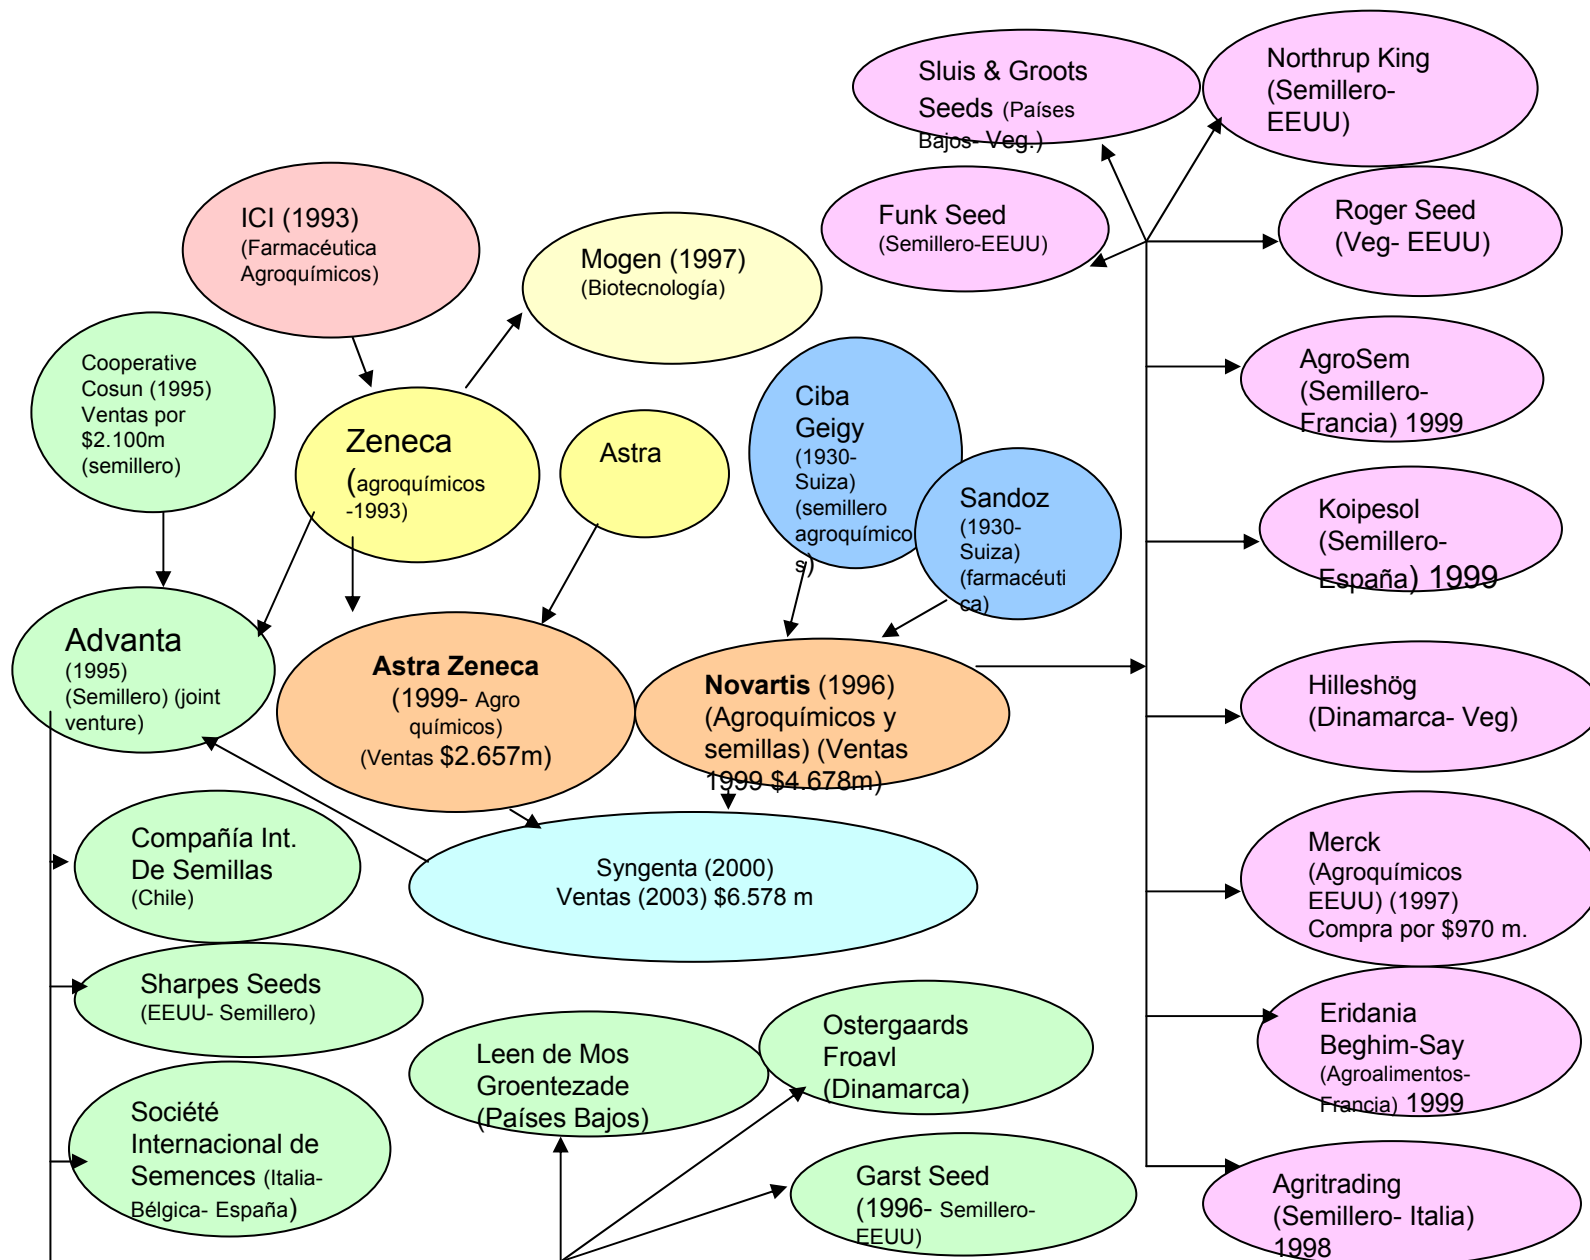 Sluis & Groots
Seeds (Países
Bajos- Veg.)
Northrup King
(Semillero-
EEUU)
ICI (1993)
(Farmacéutica
Agroquímicos)
Mogen (1997)
(Biotecnología)
Funk Seed
(Semillero-EEUU)
Roger Seed
(Veg- EEUU)
Cooperative
Cosun (1995)
Ventas por
$2.100m
(semillero)
Zeneca
(agroquímicos
-1993)
Astra
Ciba
Geigy
(1930-
Suiza)
(semillero
agroquímico
s)
Sandoz
(1930-
Suiza)
(farmacéuti
ca)
AgroSem
(Semillero-
Francia) 1999
Koipesol
(Semillero-
España) 1999
Advanta
(1995)
(Semillero) (joint
venture)
Astra Zeneca
(1999- Agro
químicos)
(Ventas $2.657m)
Novartis (1996)
(Agroquímicos y
semillas) (Ventas
1999 $4.678m)
Hilleshög
(Dinamarca- Veg)
Compañía Int.
De Semillas
(Chile)
Syngenta (2000)
Ventas (2003) $6.578 m
Merck
(Agroquímicos
EEUU) (1997)
Compra por $970 m.
Sharpes Seeds
(EEUU- Semillero)
Leen de Mos
Groentezade
(Países Bajos)
Ostergaards
Froavl
(Dinamarca)
Eridania
Beghim-Say
(Agroalimentos-
Francia) 1999
Société
Internacional de
Semences (Italia-
Bélgica- España)
Garst Seed
(1996- Semillero-
EEUU)
Agritrading
(Semillero- Italia)
1998